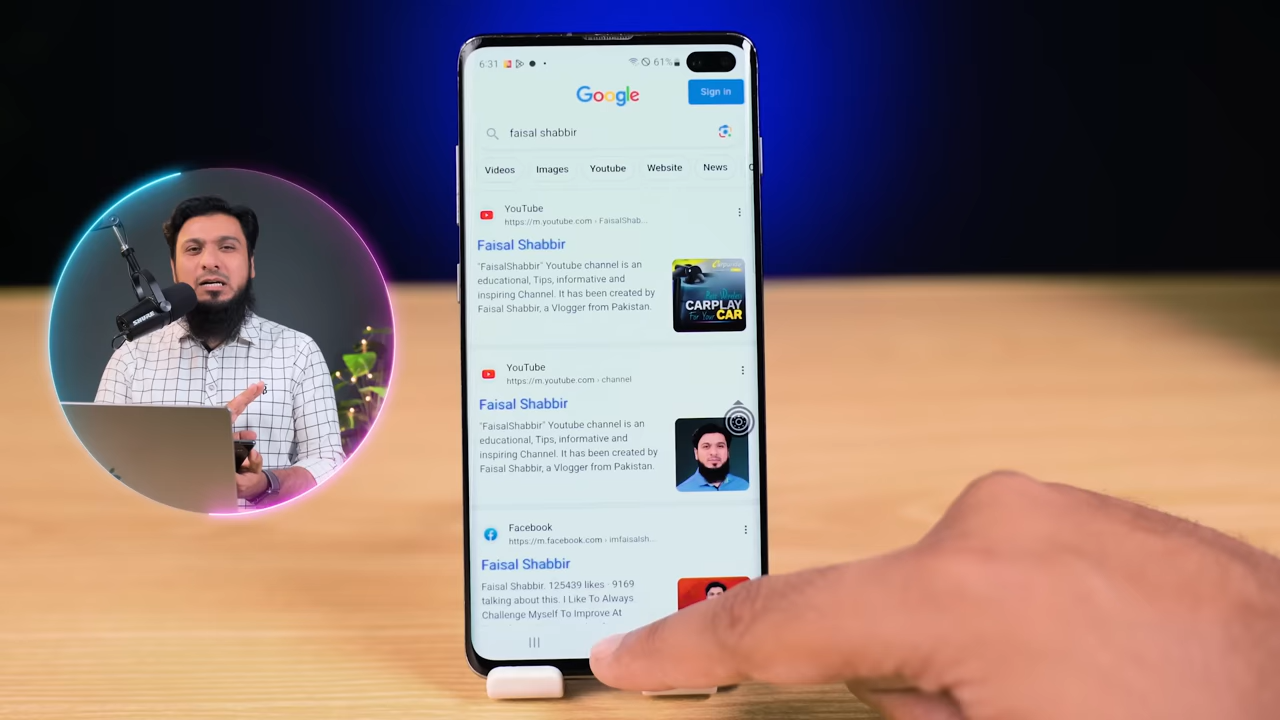 6:31
61%
Google
Sign in
faisal shabbir
Videos
Images
Youtube
Website
News
YouTube
https://m.youtube.com › FaisalShab...
Faisal Shabbir
"FaisalShabbir" Youtube channel is an
educational, Tips, informative and
inspiring Channel. It has been created by
Faisal Shabbir, a Vlogger from Pakistan.
CARPLAY
For Your CAR
YouTube
https://m.youtube.com › channel
Faisal Shabbir
"FaisalShabbir" Youtube channel is an
educational, Tips, informative and
inspiring Channel. It has been created by
Faisal Shabbir, a Vlogger from Pakistan.
Facebook
https://m.facebook.com › imfaisalsh...
Faisal Shabbir
Faisal Shabbir. 125439 likes · 9169
talking about this. I Like To Always
Challenge Myself To Improve At
SHURE